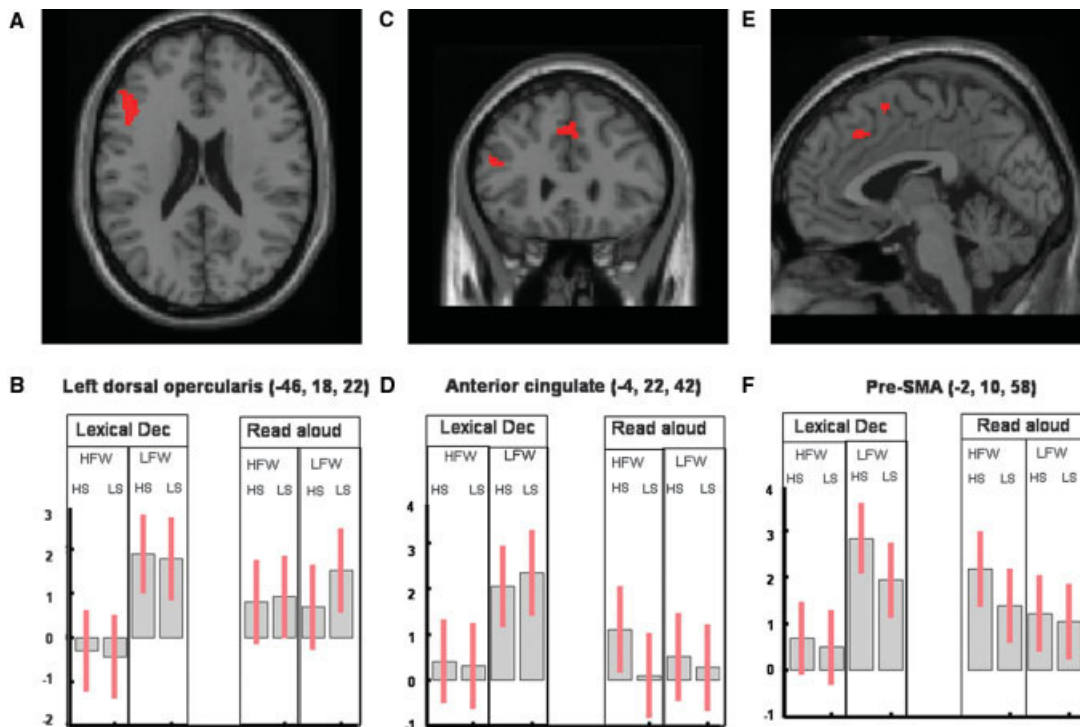 A
C
E
B Left dorsal opercularis (-46, 18, 22)
D Anterior cingulate (-4, 22, 42)
F Pre-SMA (-2, 10, 58)
Lexical Dec Read aloud
HFW LFW HFW LFW
HS LS HS LS HS LS HS LS
3
2
1
0
-1
-2
Lexical Dec Read aloud
HFW LFW HFW LFW
HS LS HS LS HS LS HS LS
4
3
2
1
0
-1
Lexical Dec Read aloud
HFW LFW HFW LFW
HS LS HS LS HS LS HS LS
4
3
2
1
0
-1